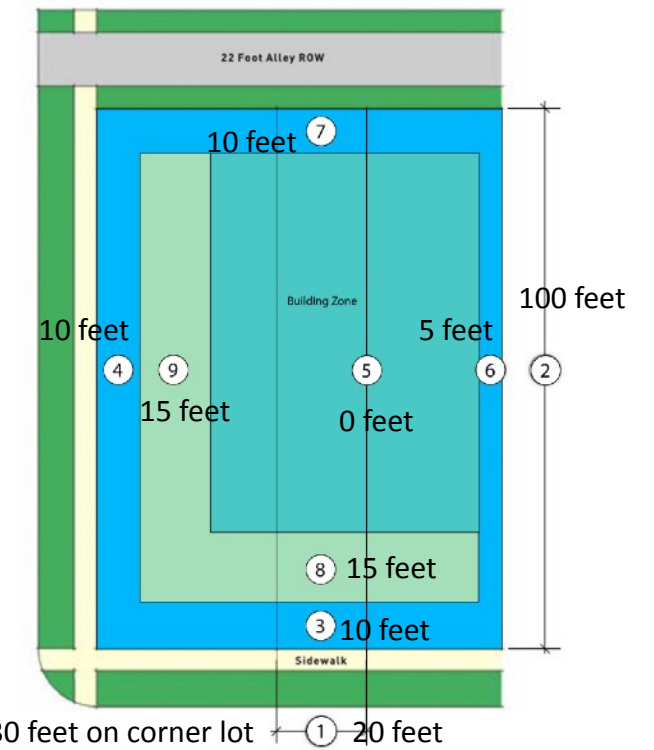 22 Foot Alley ROW
10 feet 7
Building Zone
100 feet
10 feet
5 feet
4 9 5 6 2
15 feet
0 feet
8 15 feet
3 10 feet
Sidewalk
feet on corner lot 1 20 feet